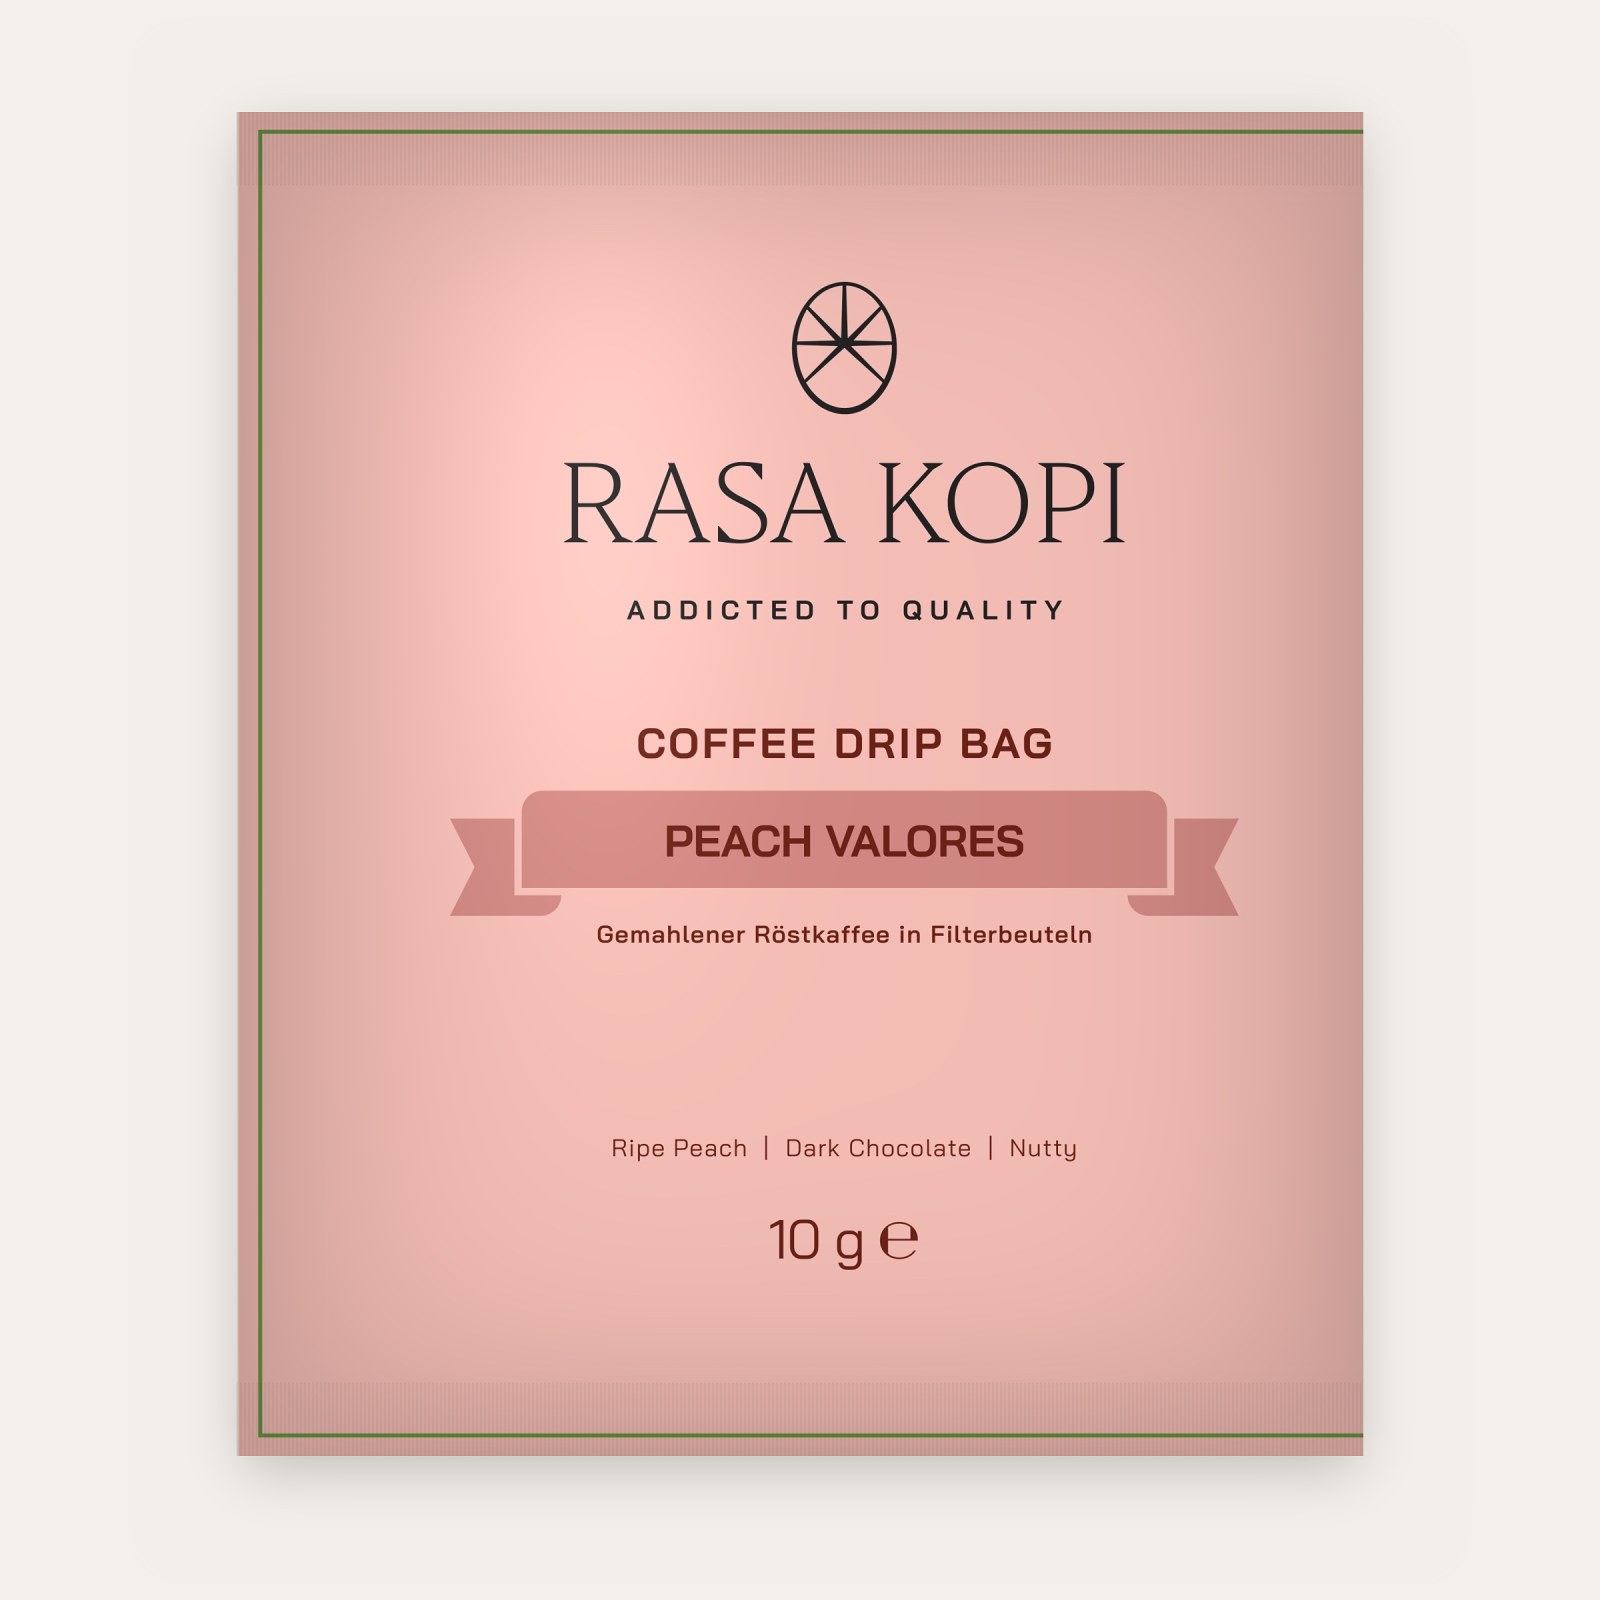 RASA KOPI
ADDICTED TO QUALITY
COFFEE DRIP BAG
PEACH VALORES
Gemahlener Röstkaffee in Filterbeuteln
Ripe Peach | Dark Chocolate | Nutty
10 g ℮